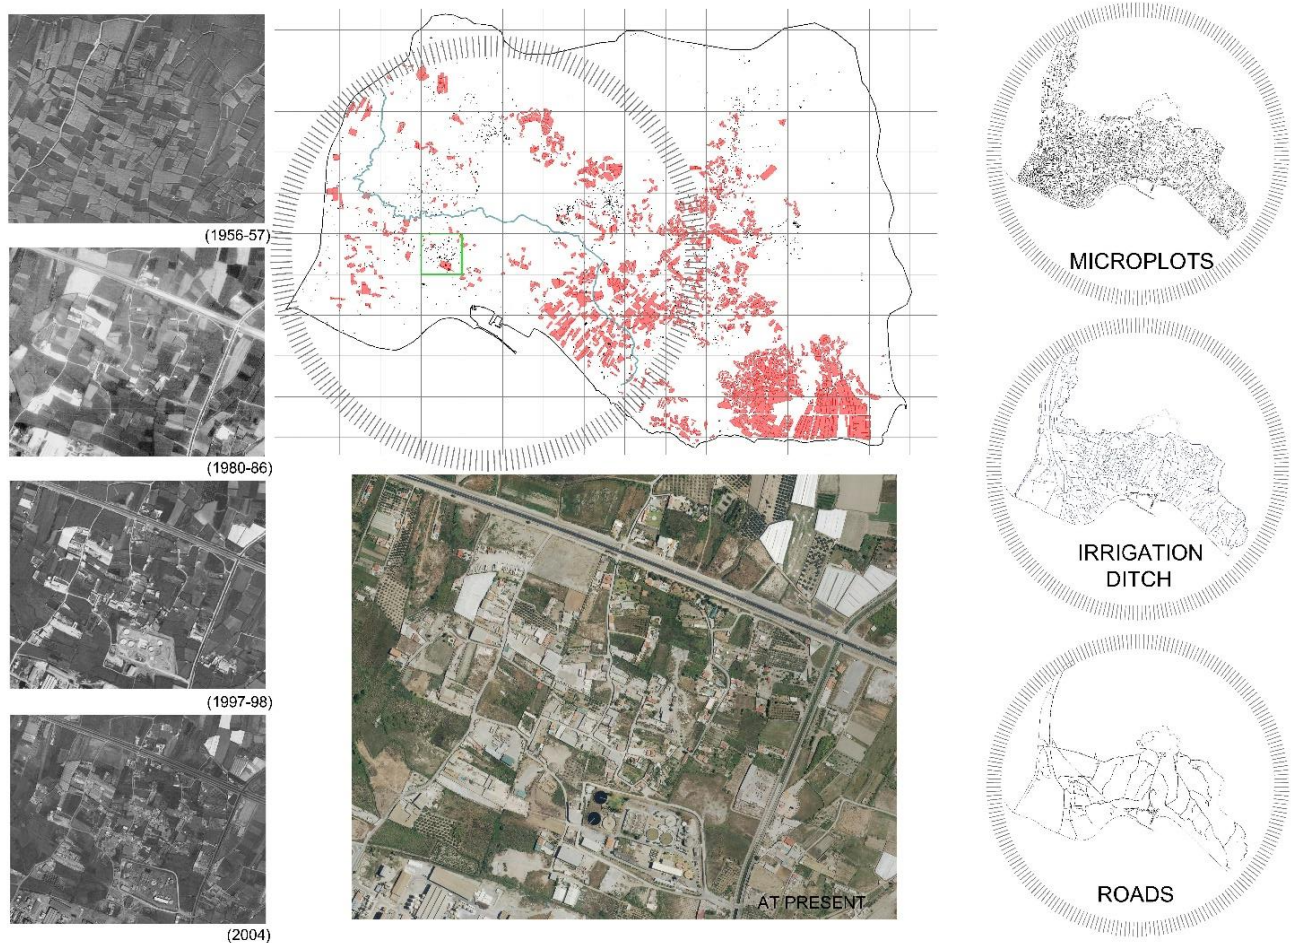 (1956-57)
(1980-86)
(1997-98)
(2004)
AT PRESENT
MICROPLOTS
IRRIGATION
DITCH
ROADS